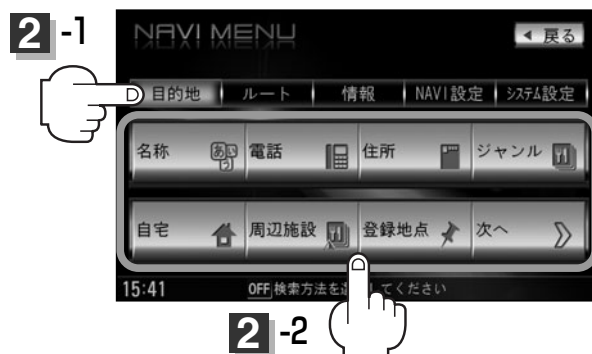 2 -1
NAVI MENU
戻る
目的地 ルート 情報 NAVI設定 システム設定
名称 あいう 電話 住所 ジャンル
自宅 周辺施設 登録地点 次へ
15:41 OFF 検索方法を してください
2 -2